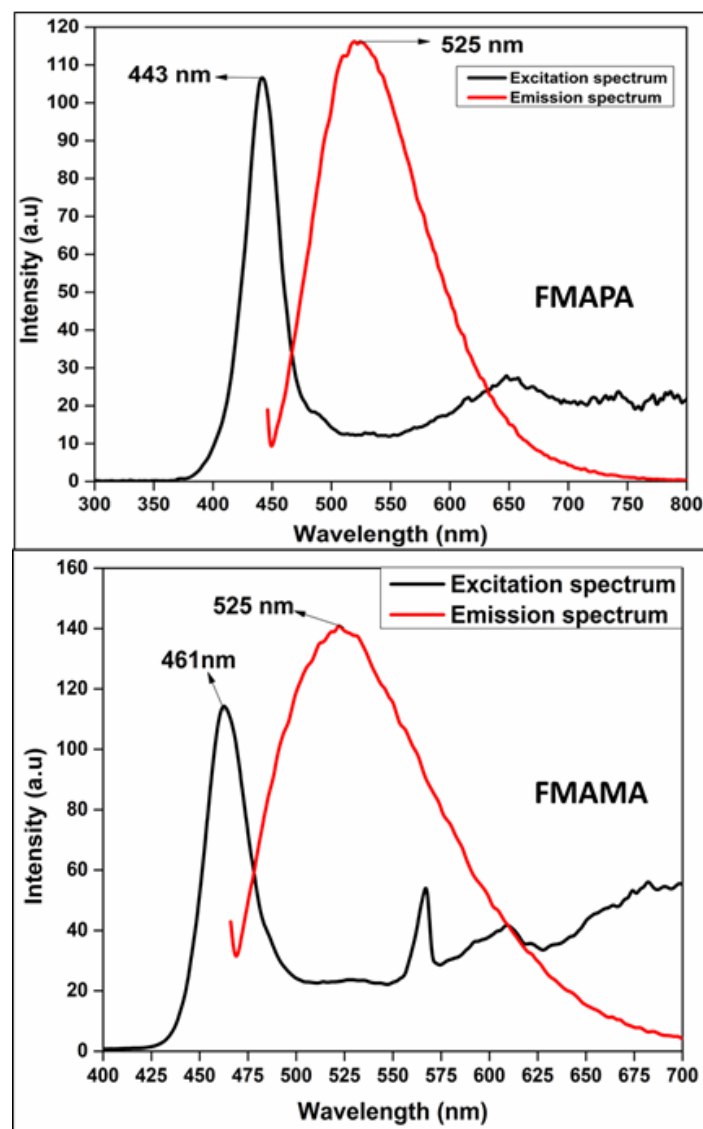 525 nm
443 nm
Excitation spectrum
Emission spectrum
FMAPA
Intensity (a.u)
120
110
100
90
80
70
60
50
40
30
20
10
0
300 350 400 450 500 550 600 650 700 750 800
Wavelength (nm)
Excitation spectrum
Emission spectrum
525 nm
461nm
FMAMA
Intensity (a.u)
160
140
120
100
80
60
40
20
0
400 425 450 475 500 525 550 575 600 625 650 675 700
Wavelength (nm)